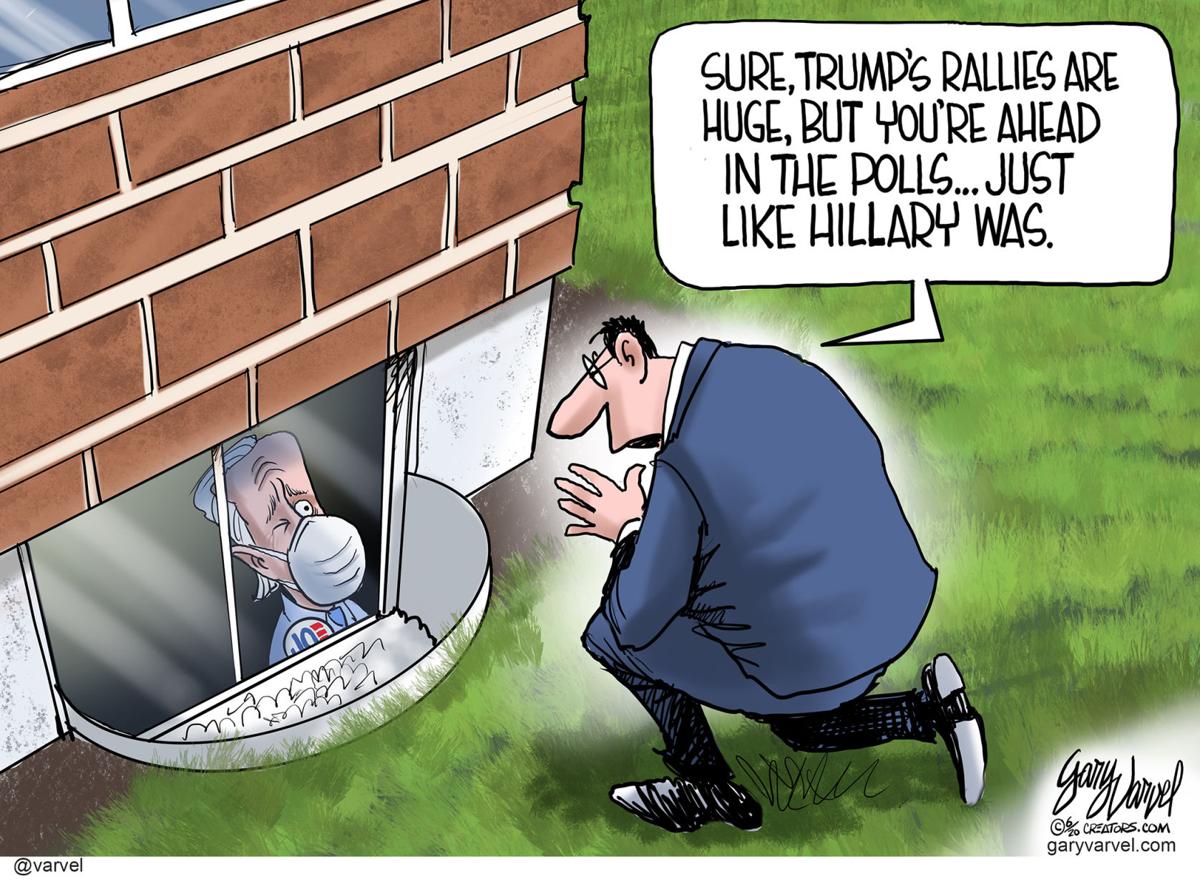 SURE, TRUMP'S RALLIES ARE
HUGE, BUT YOU'RE AHEAD
IN THE POLLS... JUST
LIKE HILLARY WAS.
JOE
Gary Varvel
© 6/20 CREATORS.COM
garyvarvel.com
@varvel